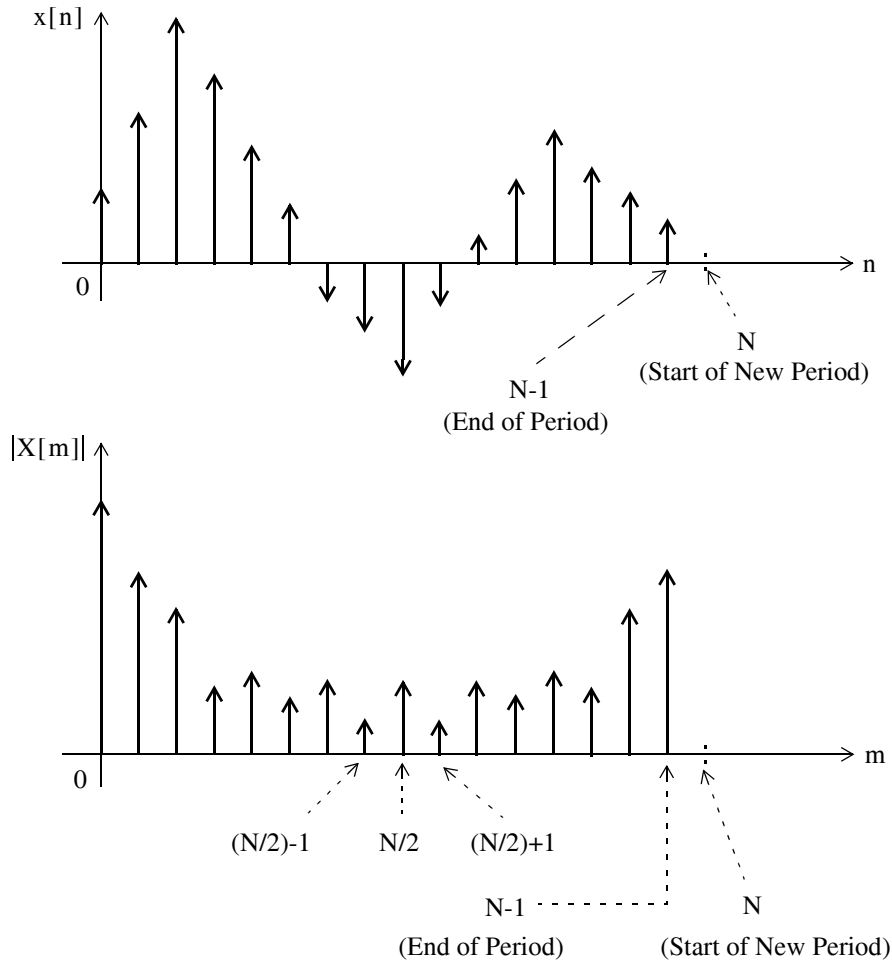 x[n]
0
n
N
(Start of New Period)
N-1
(End of Period)
|X[m]|
0
m
(N/2)-1
N/2
(N/2)+1
N-1
N
(End of Period)
(Start of New Period)